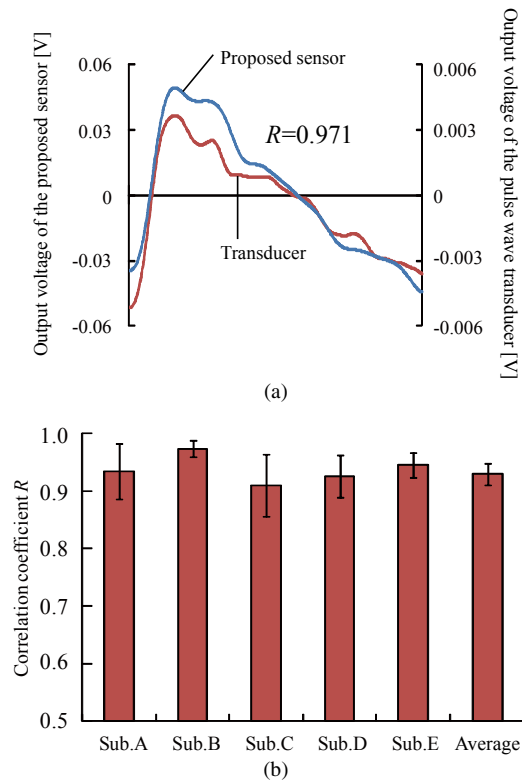 Output voltage of the proposed sensor [V]
0.06
0.03
0
-0.03
-0.06
Proposed sensor
R=0.971
Transducer
0.006
0.003
0
-0.003
-0.006
Output voltage of the pulse wave
transducer [V]
(a)
Correlation coefficient R
1.0
0.9
0.8
0.7
0.6
0.5
Sub.A Sub.B Sub.C Sub.D Sub.E Average
(b)